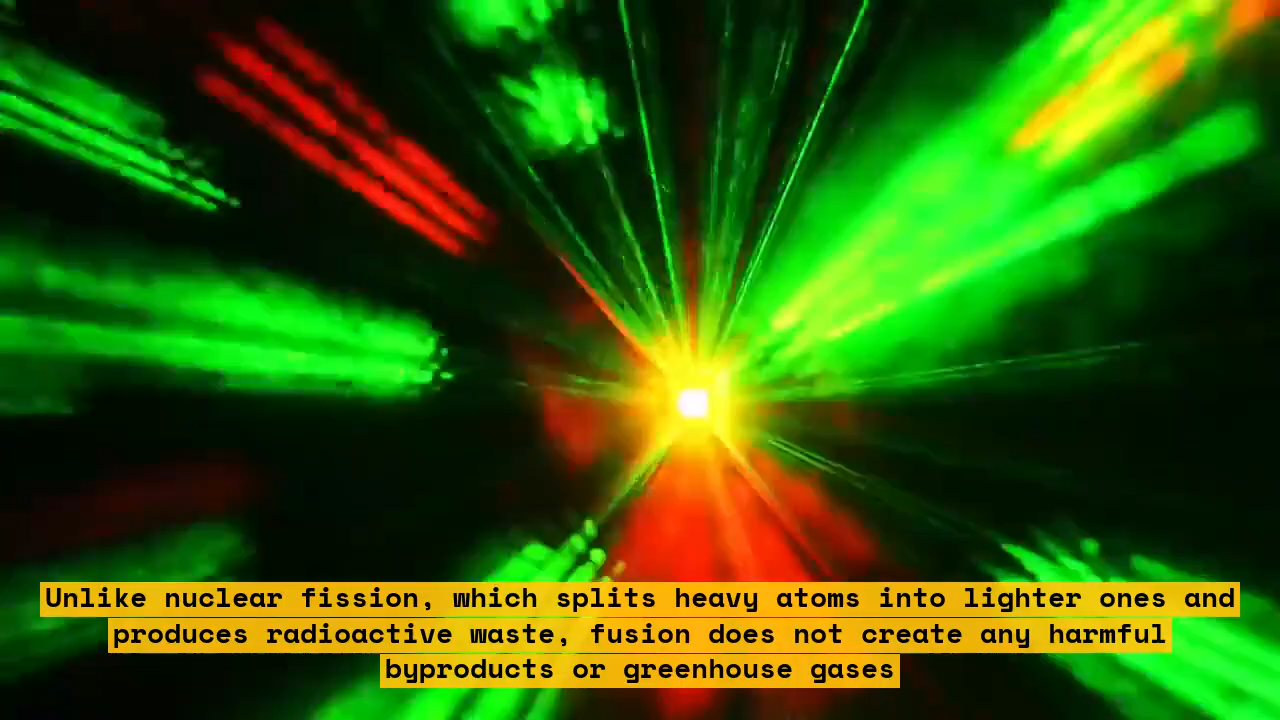 Unlike nuclear fission, which splits heavy atoms into lighter ones and
produces radioactive waste, fusion does not create any harmful
byproducts or greenhouse gases